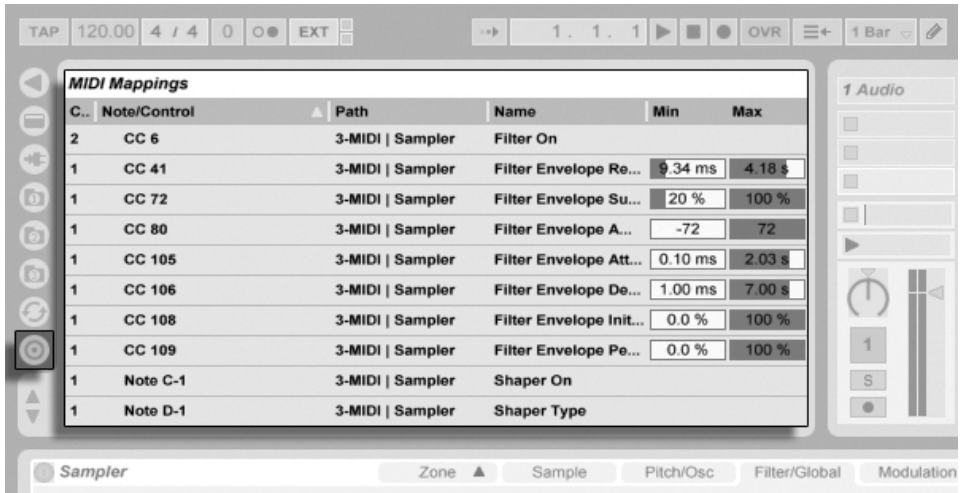 TAP 120.00 4 / 4 0 EXT 1. 1. 1 OVR 1 Bar
MIDI Mappings
C.. Note/Control Path Name Min Max
2 CC 6 3-MIDI | Sampler Filter On
1 CC 41 3-MIDI | Sampler Filter Envelope Re... 9.34 ms 4.18 s
1 CC 72 3-MIDI | Sampler Filter Envelope Su... 20 % 100 %
1 CC 80 3-MIDI | Sampler Filter Envelope A... -72 72
1 CC 105 3-MIDI | Sampler Filter Envelope Att... 0.10 ms 2.03 s
1 CC 106 3-MIDI | Sampler Filter Envelope De... 1.00 ms 7.00 s
1 CC 108 3-MIDI | Sampler Filter Envelope Init... 0.0 % 100 %
1 CC 109 3-MIDI | Sampler Filter Envelope Pe... 0.0 % 100 %
1 Note C-1 3-MIDI | Sampler Shaper On
1 Note D-1 3-MIDI | Sampler Shaper Type
1 Audio
1
S
Sampler Zone Sample Pitch/Osc Filter/Global Modulation